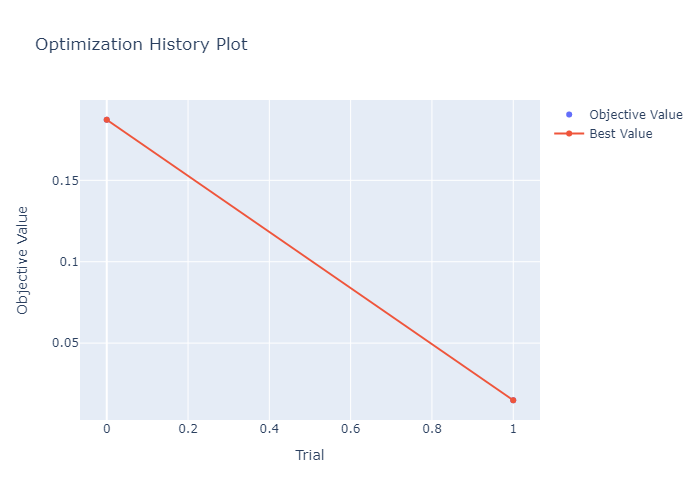 Optimization History Plot
Objective Value
Best Value
0.15
0.1
0.05
Objective Value
0
0.2
0.4
0.6
0.8
1
Trial